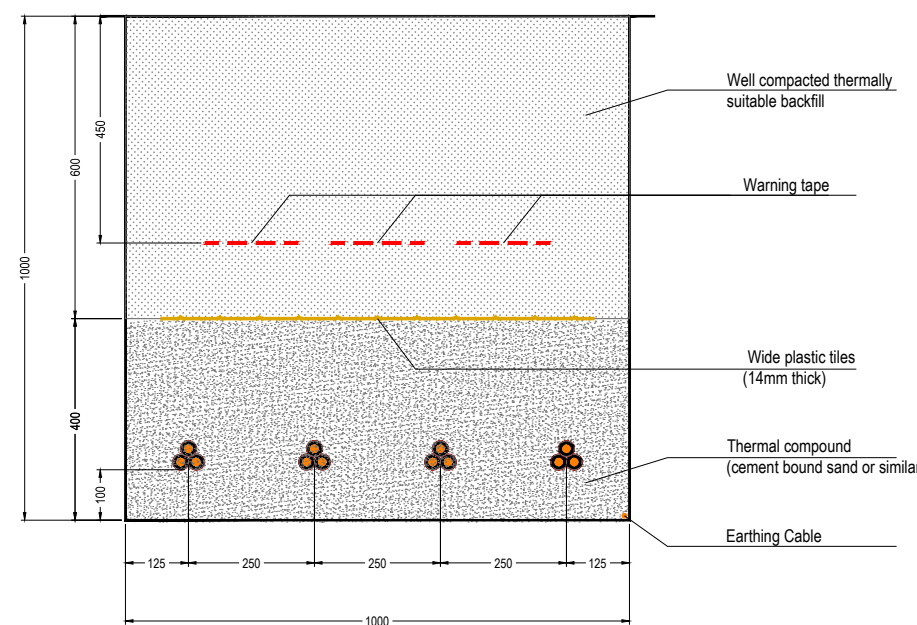 Well compacted thermally
suitable backfill
450
600
Warning tape
1000
Wide plastic tiles
(14mm thick)
400
Thermal compound
(cement bound sand or similar
100
Earthing Cable
125 250 250 250 125
1000